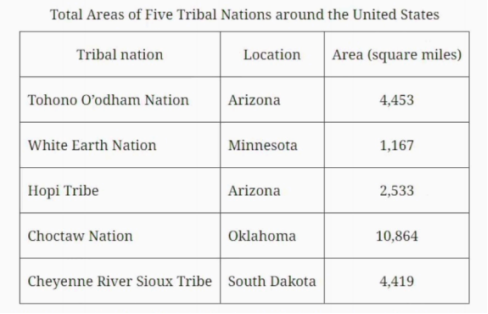 Total Areas of Five Tribal Nations around the United States
Tribal nation Location Area (square miles)
Tohono O'odham Nation Arizona 4,453
White Earth Nation Minnesota 1,167
Hopi Tribe Arizona 2,533
Choctaw Nation Oklahoma 10,864
Cheyenne River Sioux Tribe South Dakota 4,419